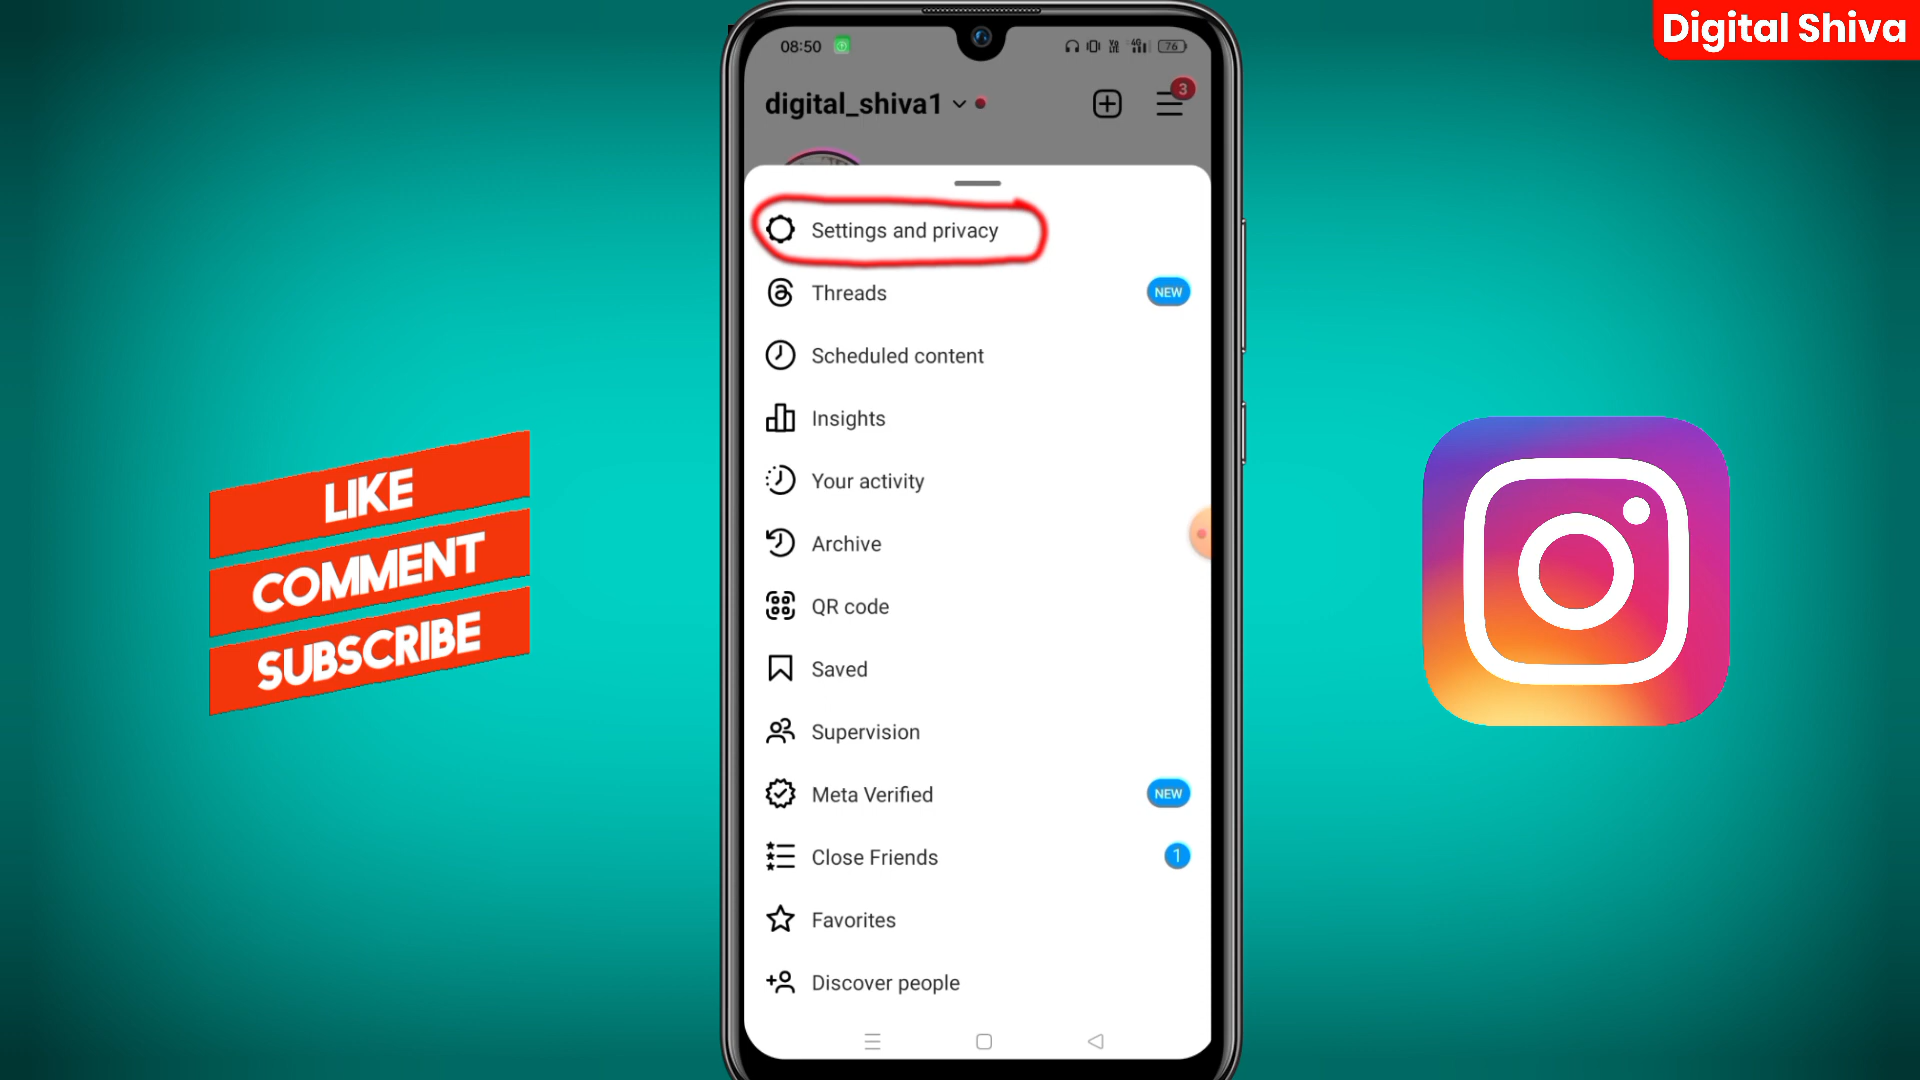 Digital Shiva
08:50
76
digital_shiva1
3
Settings and privacy
Threads
NEW
Scheduled content
Insights
Your activity
Archive
QR code
Saved
Supervision
Meta Verified
NEW
Close Friends
1
Favorites
Discover people
LIKE
COMMENT
SUBSCRIBE